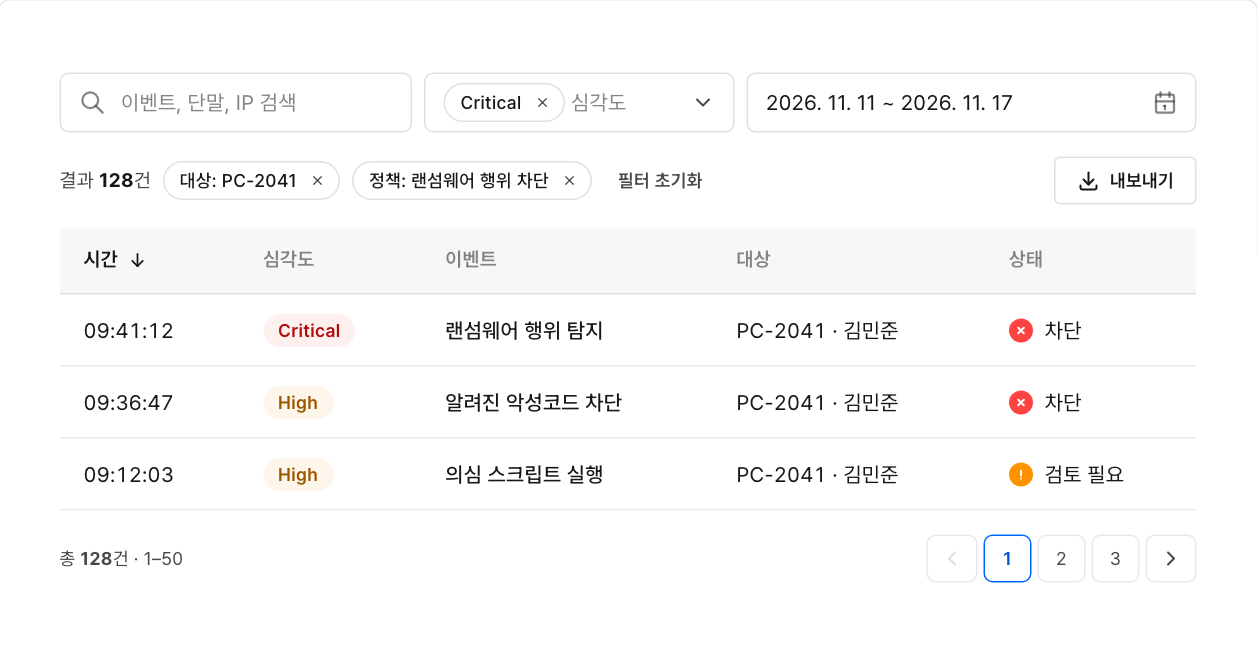 이벤트, 단말, IP 검색
Critical × 심각도
2026. 11. 11 ~ 2026. 11. 17
결과 128건 대상: PC-2041 × 정책: 랜섬웨어 행위 차단 × 필터 초기화 내보내기
시간 ↓ 심각도 이벤트 대상 상태
09:41:12 Critical 랜섬웨어 행위 탐지 PC-2041 · 김민준 차단
09:36:47 High 알려진 악성코드 차단 PC-2041 · 김민준 차단
09:12:03 High 의심 스크립트 실행 PC-2041 · 김민준 검토 필요
총 128건 · 1–50 1 2 3